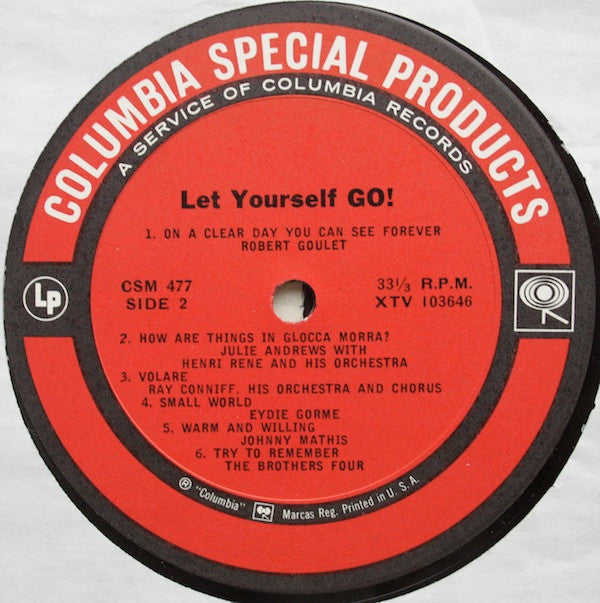 COLUMBIA SPECIAL PRODUCTS
A SERVICE OF COLUMBIA RECORDS
Let Yourself GO!
1. ON A CLEAR DAY YOU CAN SEE FOREVER
ROBERT GOULET
CSM 477
SIDE 2
33⅓ R.P.M.
XTV 103646
Lp
2. HOW ARE THINGS IN GLOCCA MORRA?
JULIE ANDREWS WITH
HENRI RENE AND HIS ORCHESTRA
3. VOLARE
RAY CONNIFF, HIS ORCHESTRA AND CHORUS
4. SMALL WORLD
EYDIE GORME
5. WARM AND WILLING
JOHNNY MATHIS
6. TRY TO REMEMBER
THE BROTHERS FOUR
® "Columbia" Marcas Reg. Printed in U. S. A.